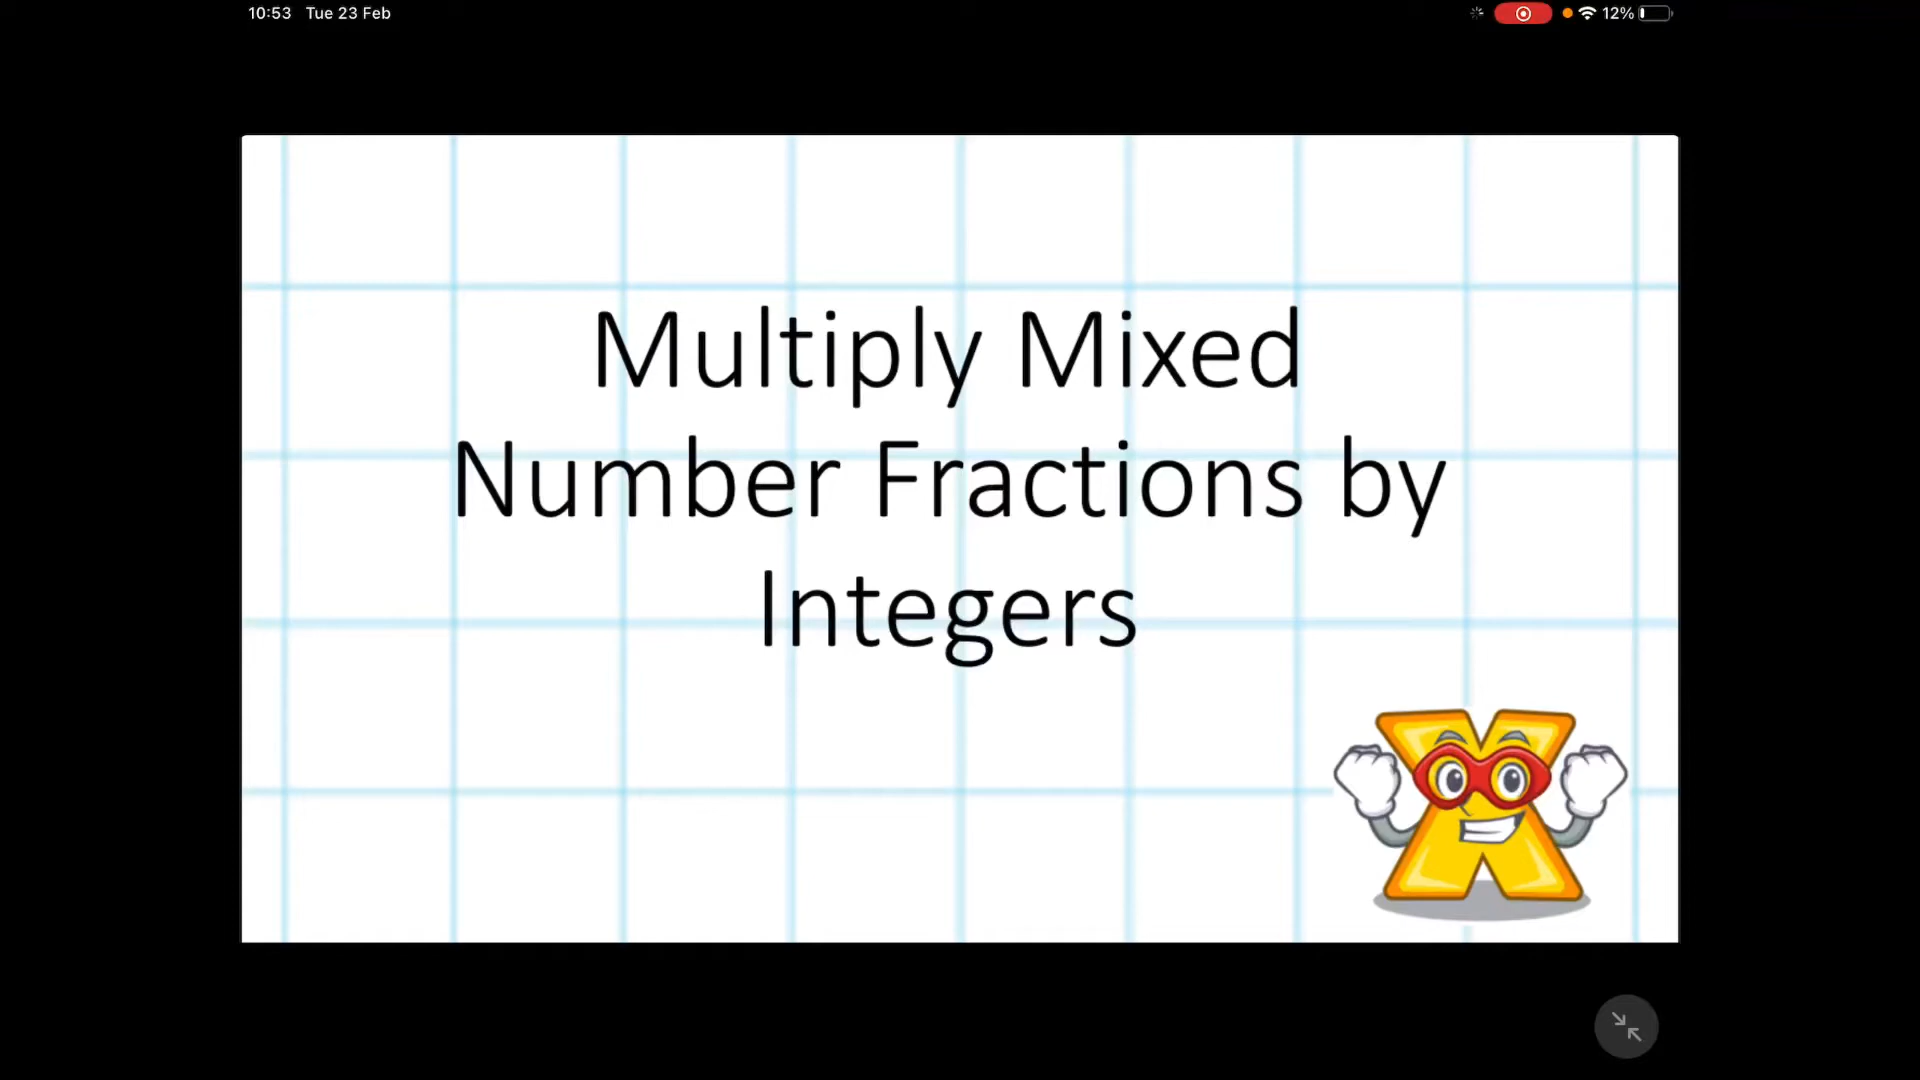 10:53 Tue 23 Feb 12%
Multiply Mixed
Number Fractions by
Integers